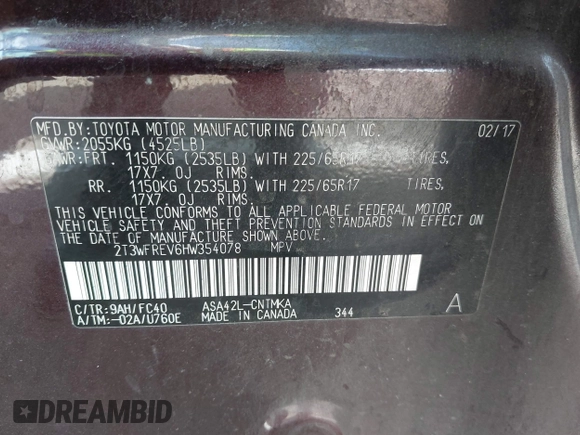 MFD.BY:TOYOTA MOTOR MANUFACTURING CANADA INC. 02/17
GVWR:2055KG (4525LB)
GAWR:FRT. 1150KG (2535LB) WITH 225/65R17 TIRES,
17X7.0J RIMS.
RR. 1150KG (2535LB) WITH 225/65R17 TIRES,
17X7.0J RIMS.
THIS VEHICLE CONFORMS TO ALL APPLICABLE FEDERAL MOTOR
VEHICLE SAFETY AND THEFT PREVENTION STANDARDS IN EFFECT ON
THE DATE OF MANUFACTURE SHOWN ABOVE.
2T3WFREV6HW354078 MPV
C/TR:9AH/FC40 ASA42L-CNTMKA A
A/TM:-02A/U760E MADE IN CANADA 344
DREAMBID